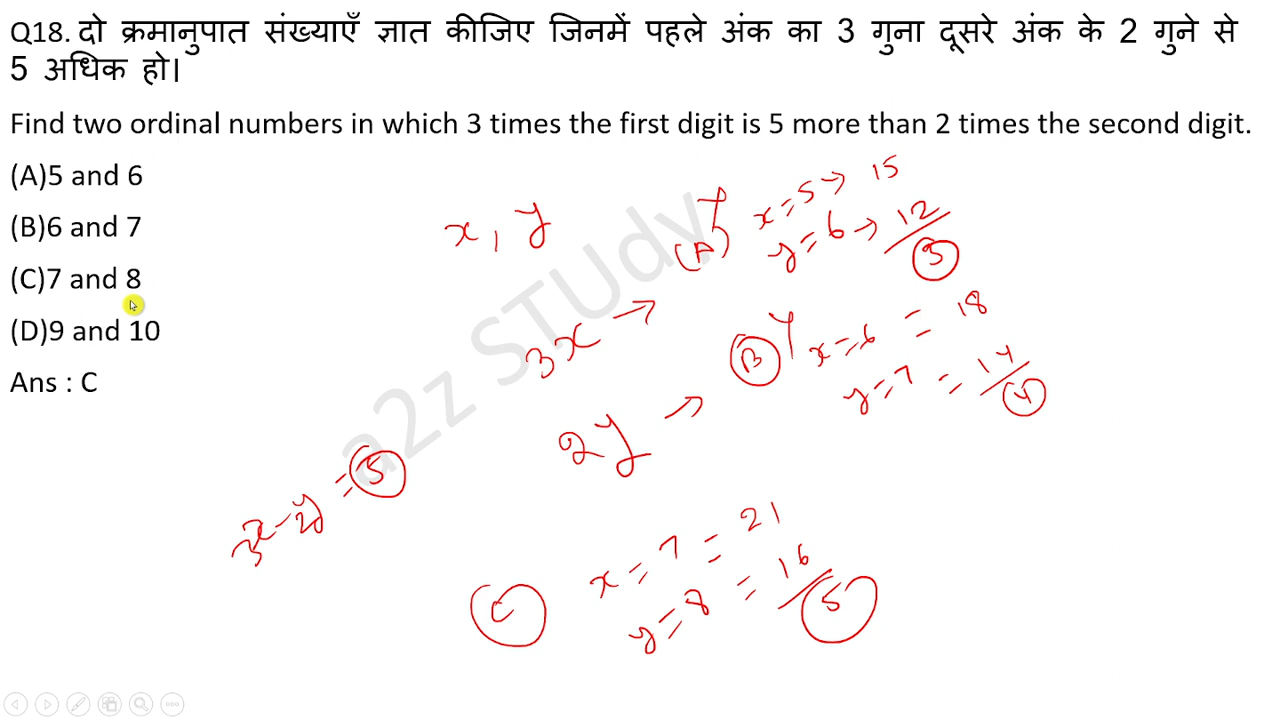 Q18. दो क्रमानुपात संख्याएँ ज्ञात कीजिए जिनमें पहले अंक का 3 गुना दूसरे अंक के 2 गुने से
5 अधिक हो।
Find two ordinal numbers in which 3 times the first digit is 5 more than 2 times the second digit.
(A)5 and 6
(B)6 and 7
(C)7 and 8
(D)9 and 10
Ans : C
a2z STUdy
x, y
(A) x=5→ 15
y=6→ 12
3
3x →
(B) x=6 = 18
y=7 = 14
4
2y →
3x-2y = 5
C x=7 = 21
y=8 = 16
5